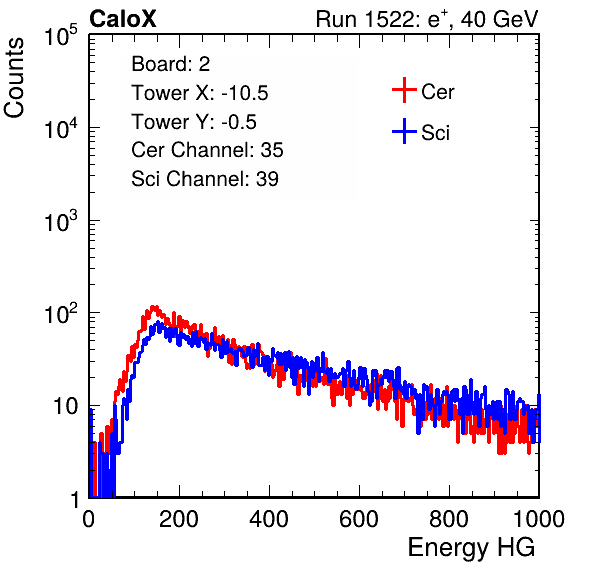 CaloX Run 1522: e⁺, 40 GeV
Counts
Board: 2
Tower X: -10.5
Tower Y: -0.5
Cer Channel: 35
Sci Channel: 39
Cer
Sci
10⁵
10⁴
10³
10²
10
1
0 200 400 600 800 1000
Energy HG